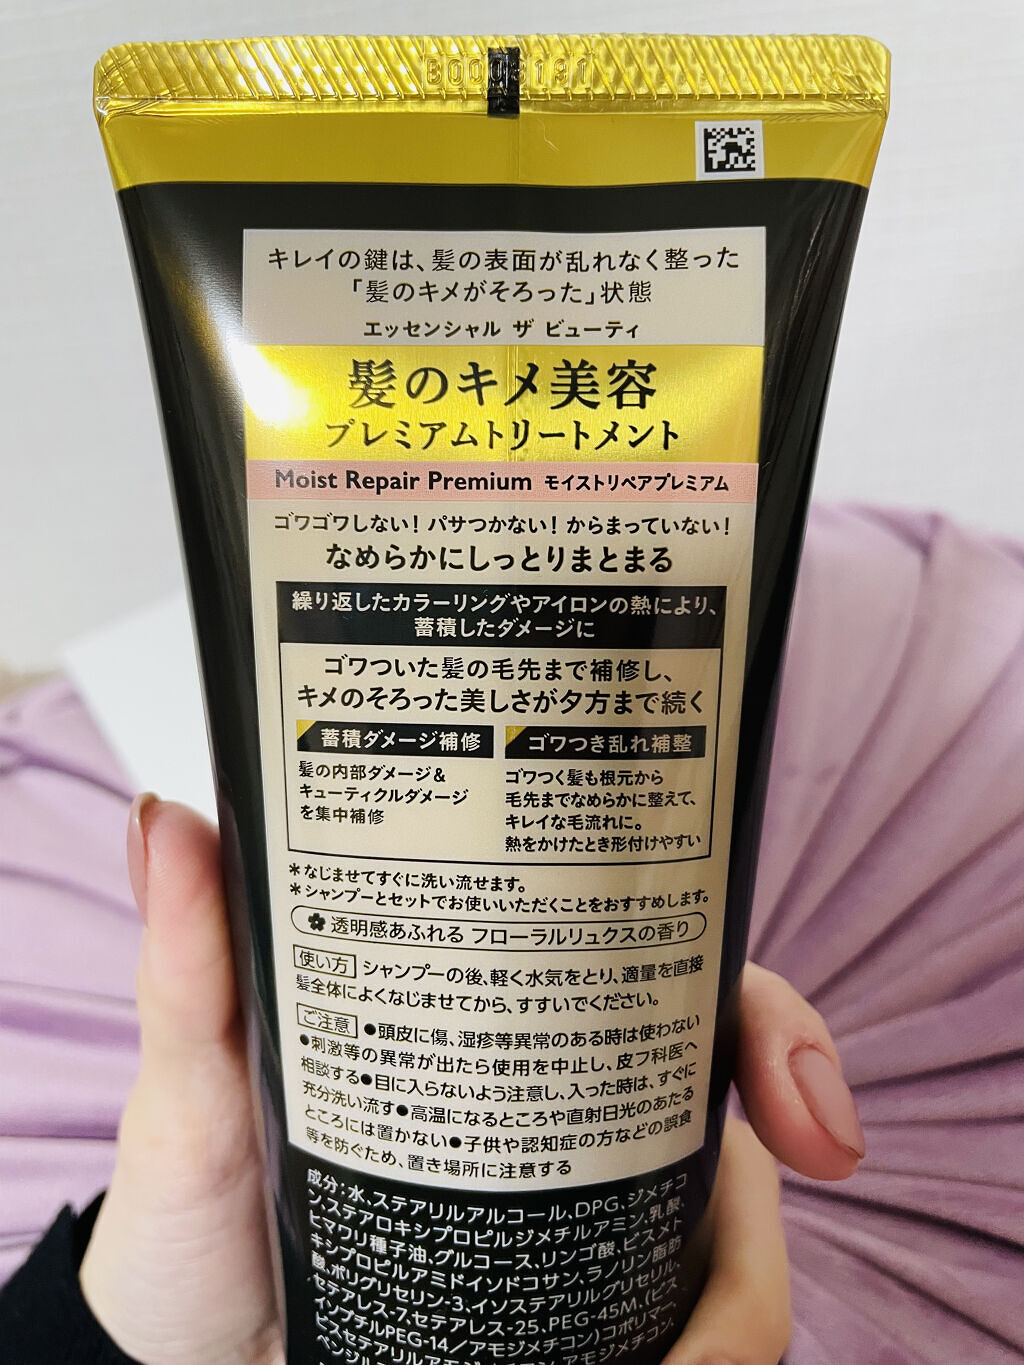 B0003191
キレイの鍵は、髪の表面が乱れなく整った
「髪のキメがそろった」状態
エッセンシャル ザ ビューティ
髪のキメ美容
プレミアムトリートメント
Moist Repair Premium モイストリペアプレミアム
ゴワゴワしない! パサつかない! からまっていない!
なめらかにしっとりまとまる
繰り返したカラーリングやアイロンの熱により、
蓄積したダメージに
ゴワついた髪の毛先まで補修し、
キメのそろった美しさが夕方まで続く
蓄積ダメージ補修
髪の内部ダメージ&
キューティクルダメージ
を集中補修
ゴワつき乱れ補整
ゴワつく髪も根元から
毛先までなめらかに整えて、
キレイな毛流れに。
熱をかけたとき形付けやすい
*なじませてすぐに洗い流せます。
*シャンプーとセットでお使いいただくことをおすすめします。
透明感あふれる フローラルリュクスの香り
使い方 シャンプーの後、軽く水気をとり、適量を直接
髪全体によくなじませてから、すすいでください。
ご注意 ●頭皮に傷、湿疹等異常のある時は使わない
●刺激等の異常が出たら使用を中止し、皮フ科医へ
相談する●目に入らないよう注意し、入った時は、すぐに
充分洗い流す●高温になるところや直射日光のあたる
ところには置かない●子供や認知症の方などの誤食
等を防ぐため、置き場所に注意する
成分:水、ステアリルアルコール、DPG、ジメチコ
ン、ステアロキシプロピルジメチルアミン、乳酸、
ヒマワリ種子油、グルコース、リンゴ酸、ビスメト
キシプロピルアミドイソドコサン、ラノリン脂肪
酸、ポリグリセリン-3、イソステアリルグリセリル、
セテアレス-7、セテアレス-25、PEG-45M、(ビス
イソブチルPEG-14/アモジメチコン)コポリマー、
ビスセテアリルアモジメチコン、アモジメチコン、